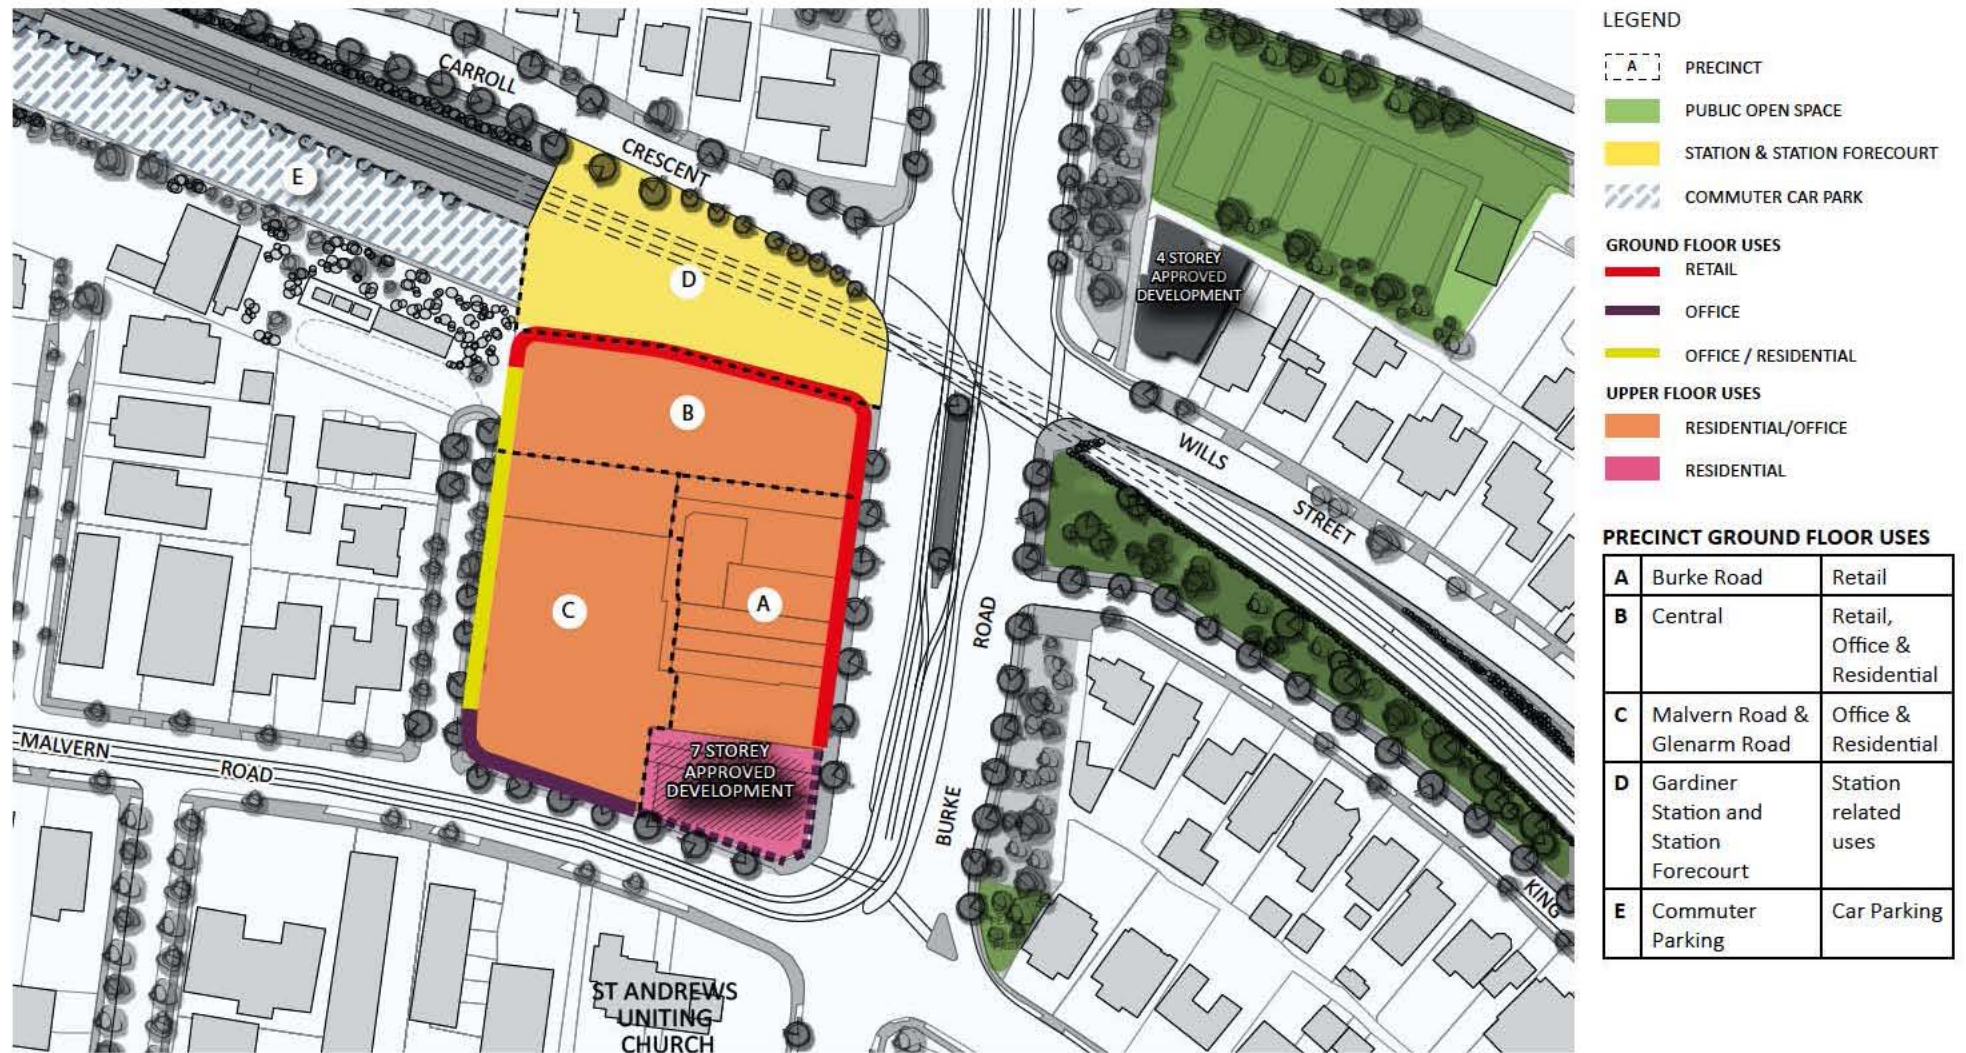 CARROLL
CRESCENT
E
D
B
C
A
4 STOREY
APPROVED
DEVELOPMENT
WILLS
STREET
ROAD
BURKE
KING
MALVERN
ROAD
7 STOREY
APPROVED
DEVELOPMENT
ST ANDREWS
UNITING
CHURCH
LEGEND
A PRECINCT
PUBLIC OPEN SPACE
STATION & STATION FORECOURT
COMMUTER CAR PARK
GROUND FLOOR USES
RETAIL
OFFICE
OFFICE / RESIDENTIAL
UPPER FLOOR USES
RESIDENTIAL/OFFICE
RESIDENTIAL
PRECINCT GROUND FLOOR USES
A Burke Road Retail
B Central Retail,
Office &
Residential
C Malvern Road & Office &
Glenarm Road Residential
D Gardiner Station
Station and related
Station uses
Forecourt
E Commuter Car Parking
Parking